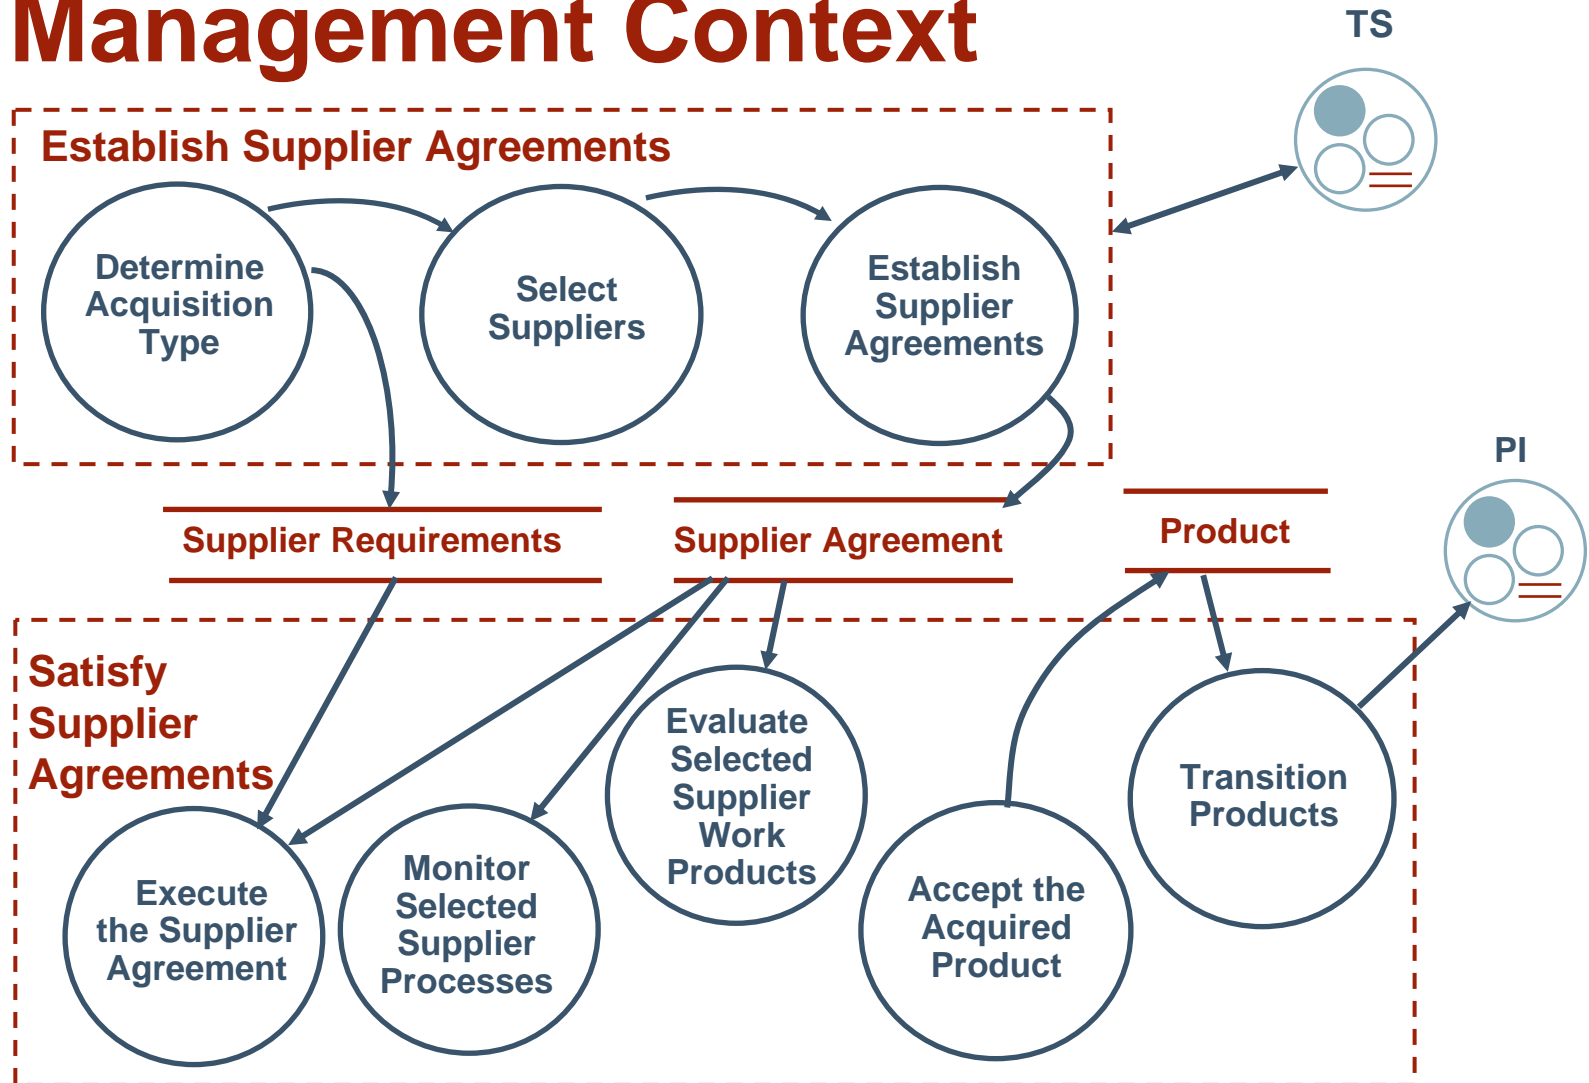 Management Context
TS
Establish Supplier Agreements
Determine
Acquisition
Type
Select
Suppliers
Establish
Supplier
Agreements
PI
Supplier Requirements
Supplier Agreement
Product
Satisfy
Supplier
Agreements
Execute
the Supplier
Agreement
Monitor
Selected
Supplier
Processes
Evaluate
Selected
Supplier
Work
Products
Accept the
Acquired
Product
Transition
Products